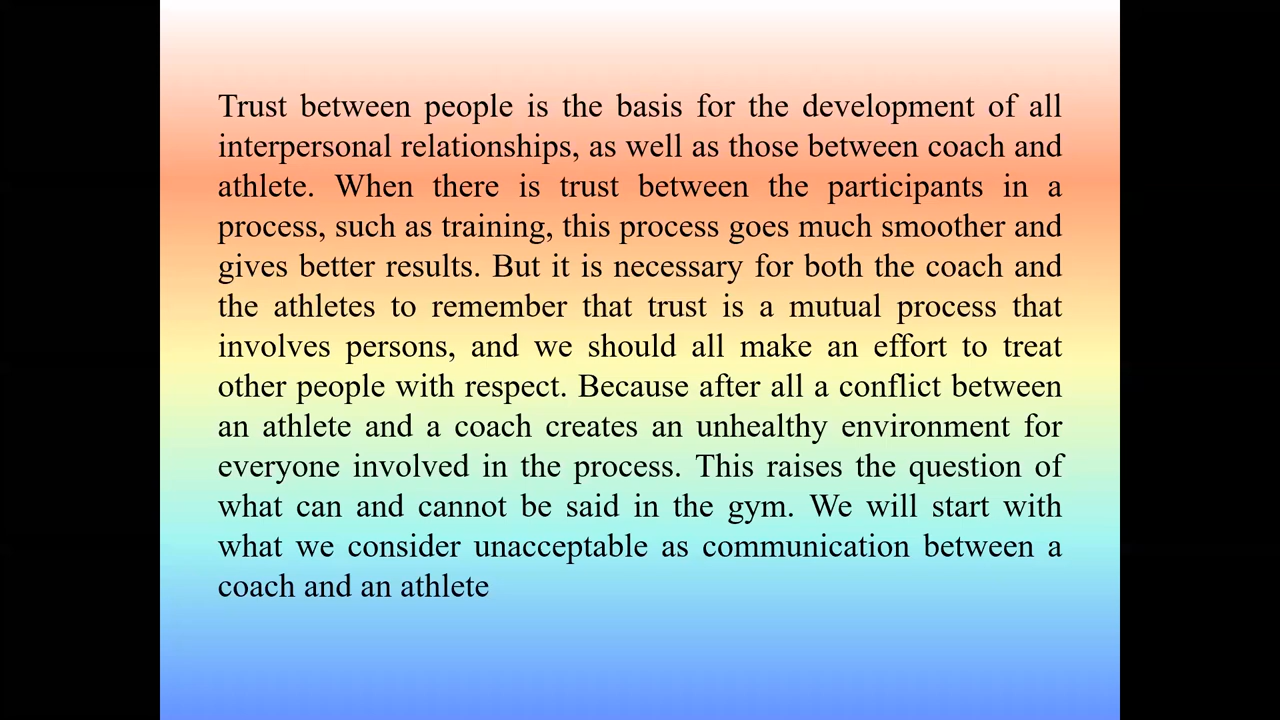 Trust between people is the basis for the development of all
interpersonal relationships, as well as those between coach and
athlete. When there is trust between the participants in a
process, such as training, this process goes much smoother and
gives better results. But it is necessary for both the coach and
the athletes to remember that trust is a mutual process that
involves persons, and we should all make an effort to treat
other people with respect. Because after all a conflict between
an athlete and a coach creates an unhealthy environment for
everyone involved in the process. This raises the question of
what can and cannot be said in the gym. We will start with
what we consider unacceptable as communication between a
coach and an athlete